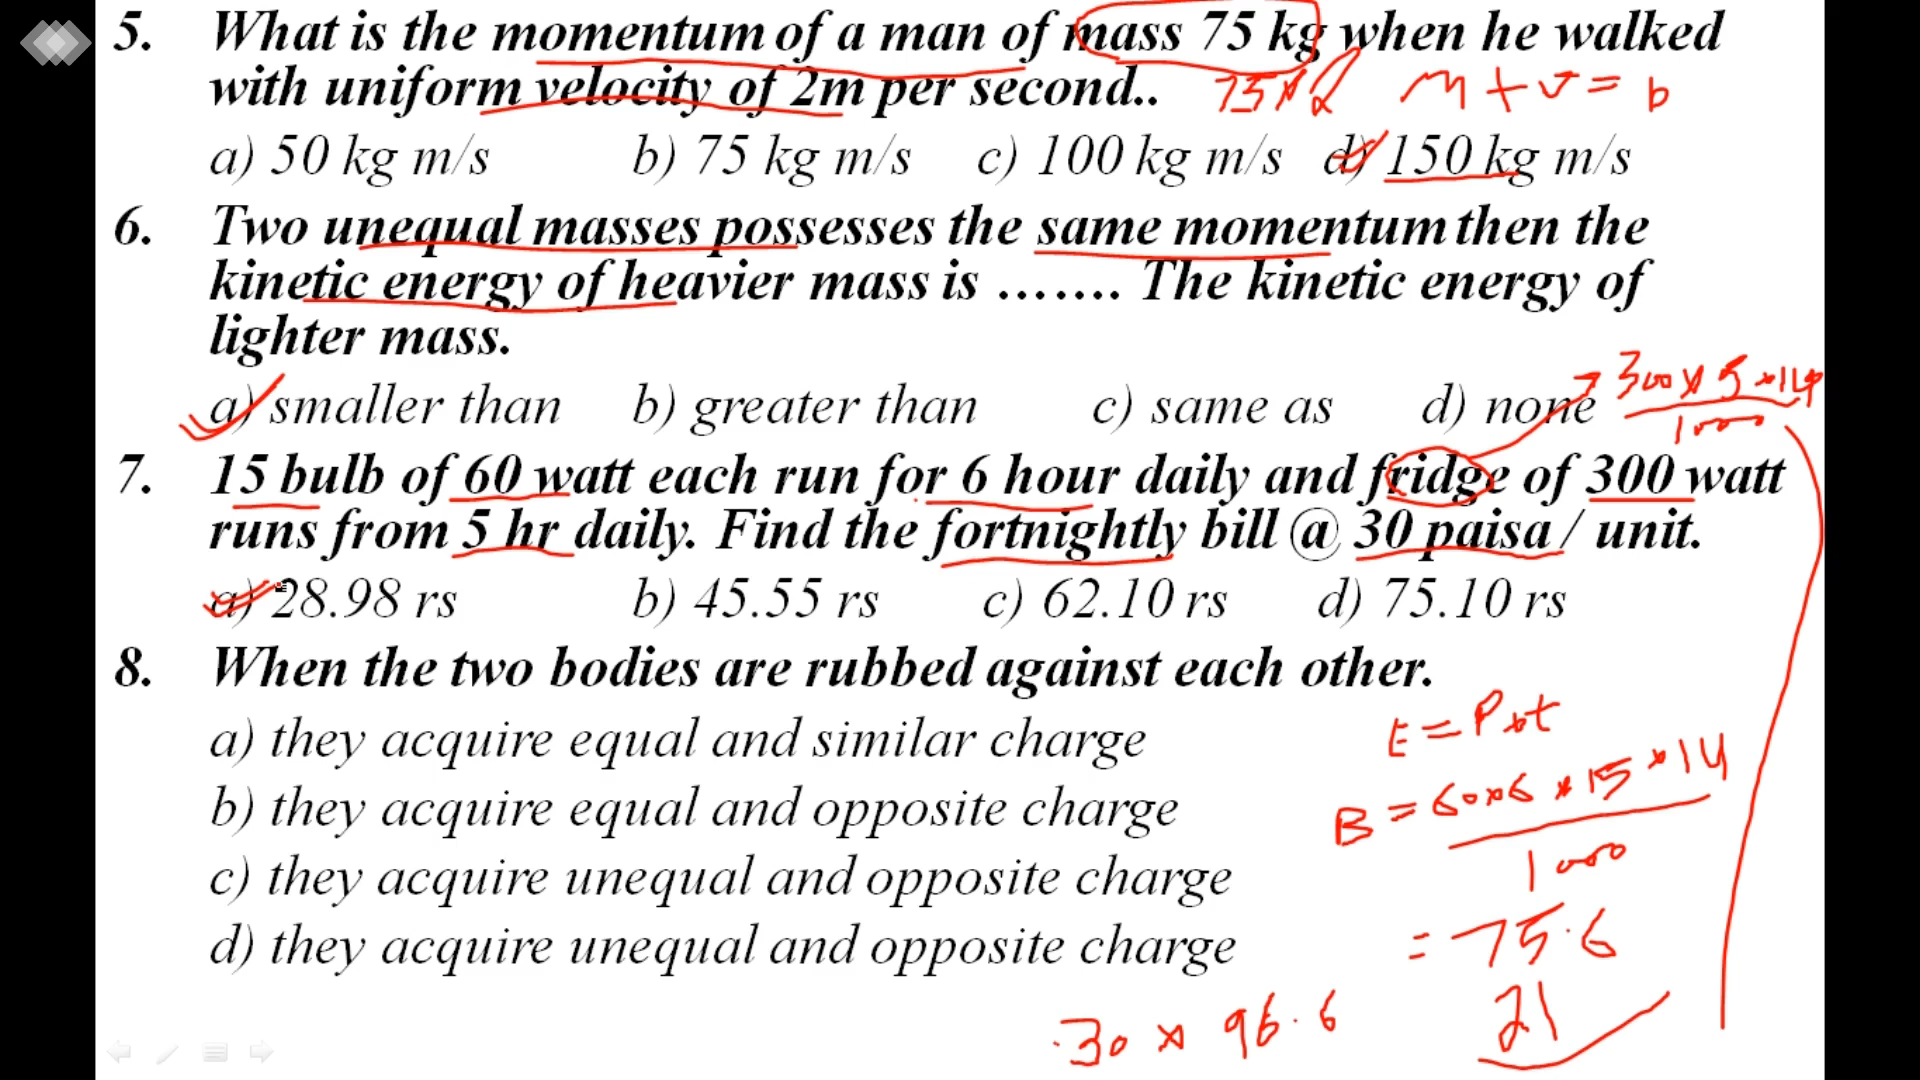 5. What is the momentum of a man of mass 75 kg when he walked
with uniform velocity of 2m per second..
75 × 2 m + v = b
a) 50 kg m/s b) 75 kg m/s c) 100 kg m/s d) 150 kg m/s
6. Two unequal masses possesses the same momentum then the
kinetic energy of heavier mass is ……. The kinetic energy of
lighter mass.
300 × 5 × 14
1000
a) smaller than b) greater than c) same as d) none
7. 15 bulb of 60 watt each run for 6 hour daily and fridge of 300 watt
runs from 5 hr daily. Find the fortnightly bill @ 30 paisa / unit.
a) 28.98 rs b) 45.55 rs c) 62.10 rs d) 75.10 rs
8. When the two bodies are rubbed against each other.
a) they acquire equal and similar charge
b) they acquire equal and opposite charge
c) they acquire unequal and opposite charge
d) they acquire unequal and opposite charge
E = P × t
B = 60×6 × 15 × 14
1000
= 75.6
21
.30 × 96.6